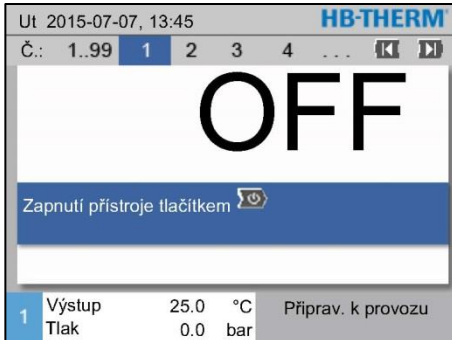 Ut 2015-07-07, 13:45 HB-THERM
Č.: 1..99 1 2 3 4 ...
OFF
Zapnutí přístroje tlačítkem
1 Výstup 25.0 °C Připrav. k provozu
Tlak 0.0 bar